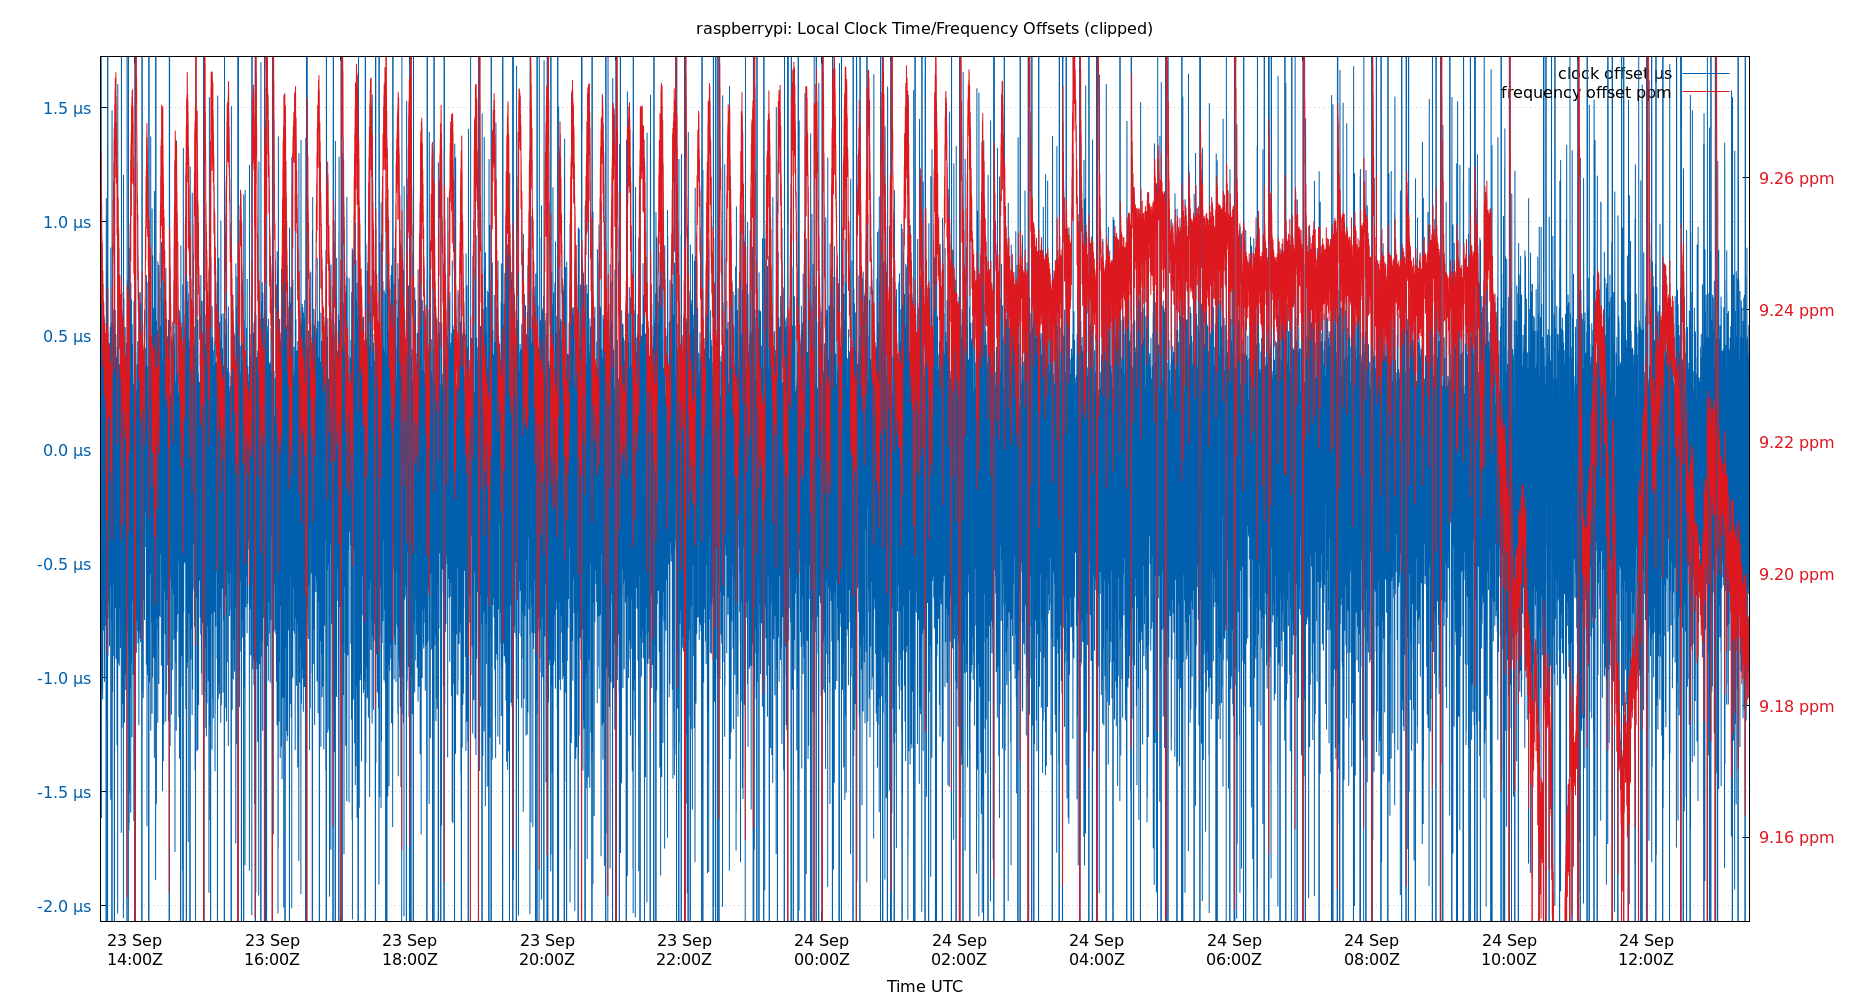 raspberrypi: Local Clock Time/Frequency Offsets (clipped)
clock offset µs
frequency offset ppm
1.5 µs
1.0 µs
0.5 µs
0.0 µs
-0.5 µs
-1.0 µs
-1.5 µs
-2.0 µs
9.26 ppm
9.24 ppm
9.22 ppm
9.20 ppm
9.18 ppm
9.16 ppm
23 Sep 23 Sep 23 Sep 23 Sep 23 Sep 24 Sep 24 Sep 24 Sep 24 Sep 24 Sep 24 Sep 24 Sep
14:00Z 16:00Z 18:00Z 20:00Z 22:00Z 00:00Z 02:00Z 04:00Z 06:00Z 08:00Z 10:00Z 12:00Z
Time UTC